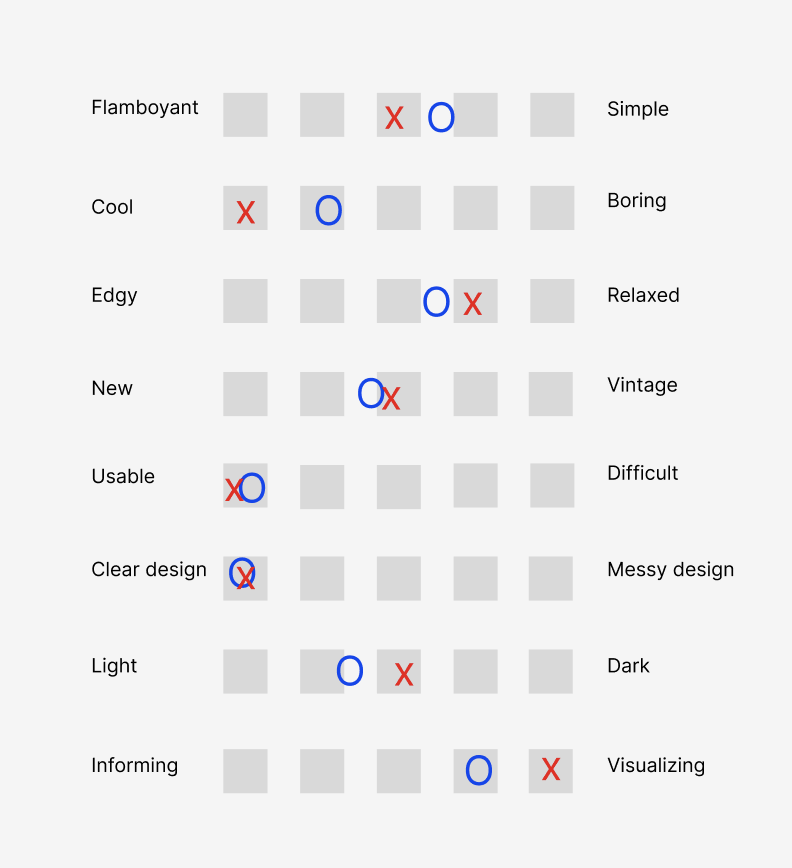 Flamboyant X O Simple
Cool X O Boring
Edgy O X Relaxed
New O X Vintage
Usable X O Difficult
Clear design O X Messy design
Light O X Dark
Informing O X Visualizing